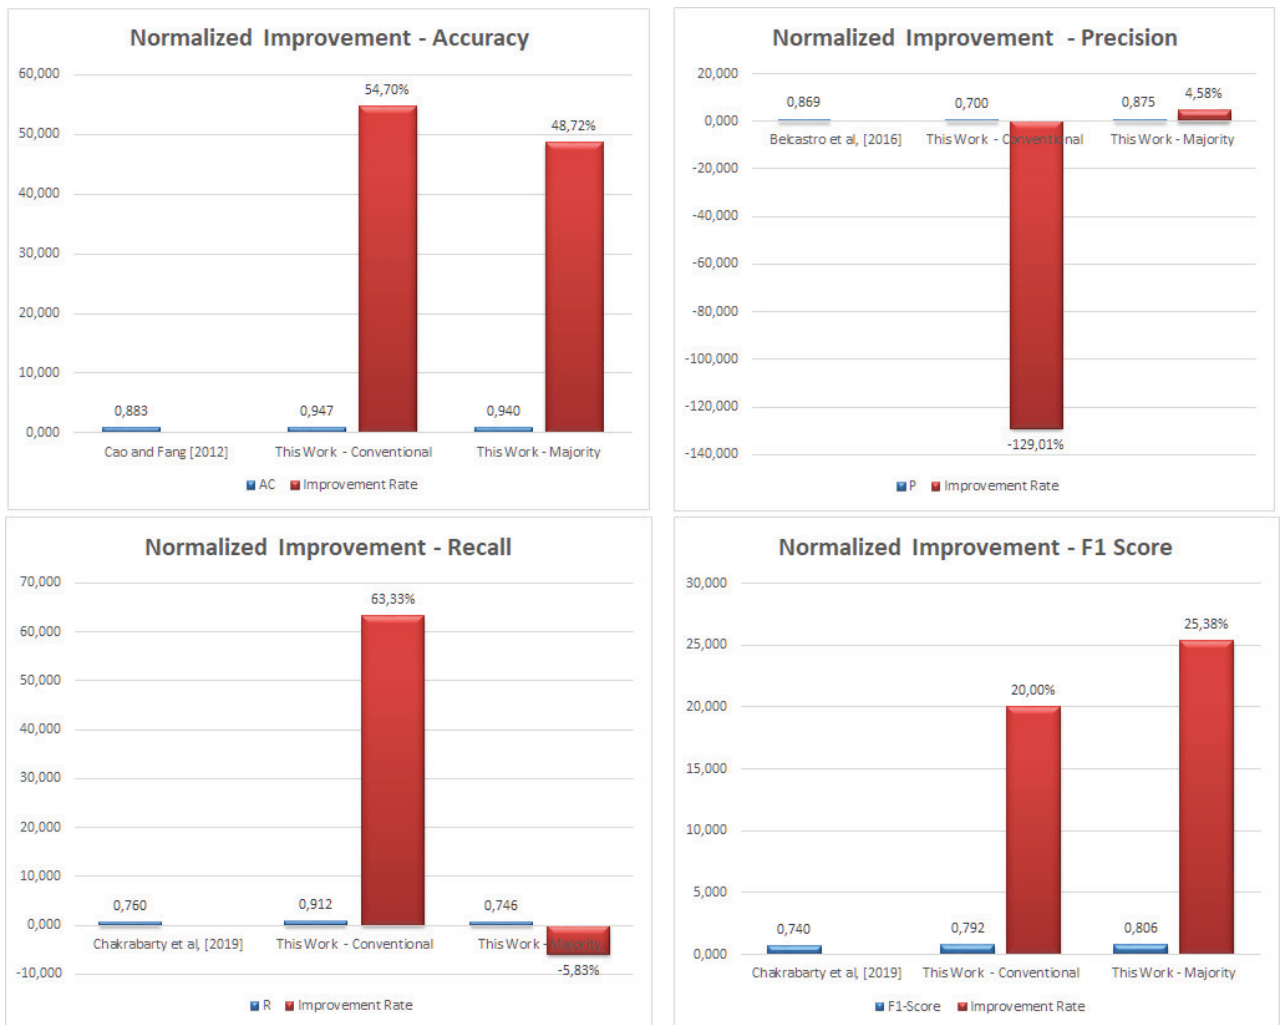 Normalized Improvement - Accuracy
60,000
50,000
40,000
30,000
20,000
10,000
0,000
54,70%
48,72%
0,883
0,947
0,940
Cao and Fang [2012]
This Work - Conventional
This Work - Majority
AC
Improvement Rate
Normalized Improvement - Precision
20,000
0,000
-20,000
-40,000
-60,000
-80,000
-100,000
-120,000
-140,000
0,869
0,700
0,875
4,58%
Belcastro et al, [2016]
This Work - Conventional
This Work - Majority
-129,01%
P
Improvement Rate
Normalized Improvement - Recall
70,000
60,000
50,000
40,000
30,000
20,000
10,000
0,000
-10,000
63,33%
0,760
0,912
0,746
Chakrabarty et al, [2019]
This Work - Conventional
This Work - Majority
-5,83%
R
Improvement Rate
Normalized Improvement - F1 Score
30,000
25,000
20,000
15,000
10,000
5,000
0,000
25,38%
20,00%
0,740
0,792
0,806
Chakrabarty et al, [2019]
This Work - Conventional
This Work - Majority
F1-Score
Improvement Rate